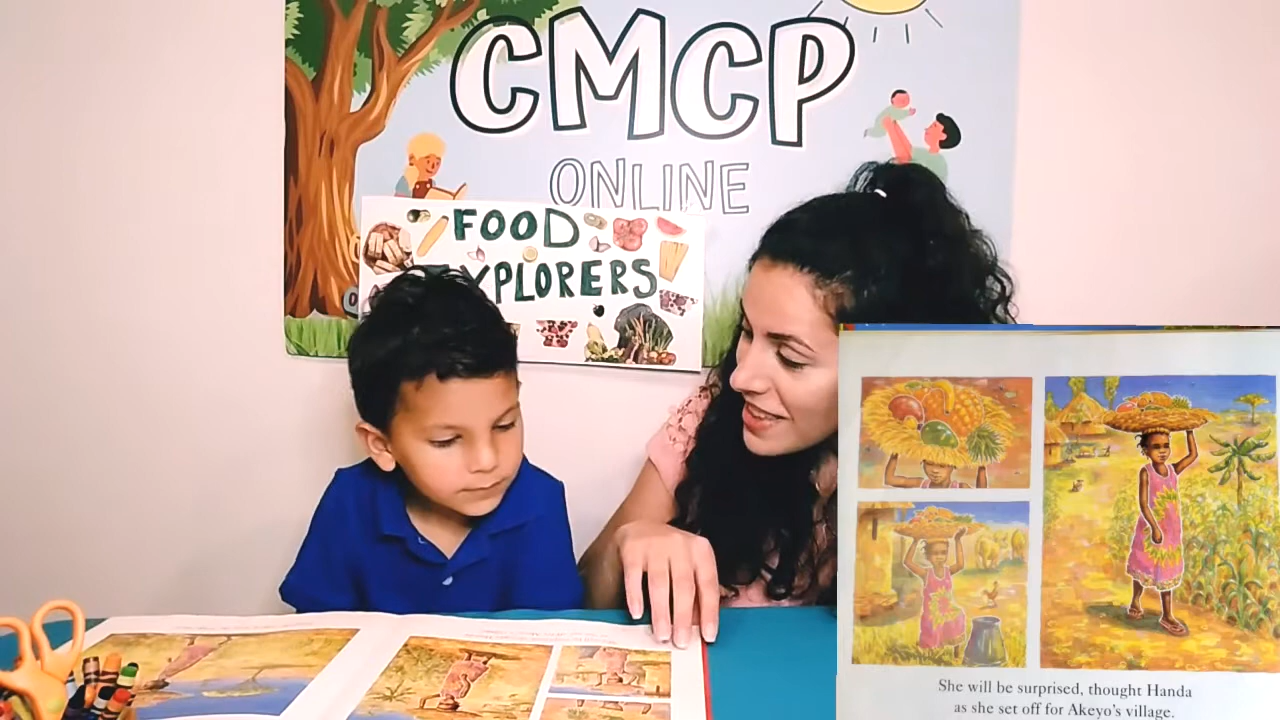 CMCP
ONLINE
FOOD
EXPLORERS
She will be surprised, thought Handa
as she set off for Akeyo's village.